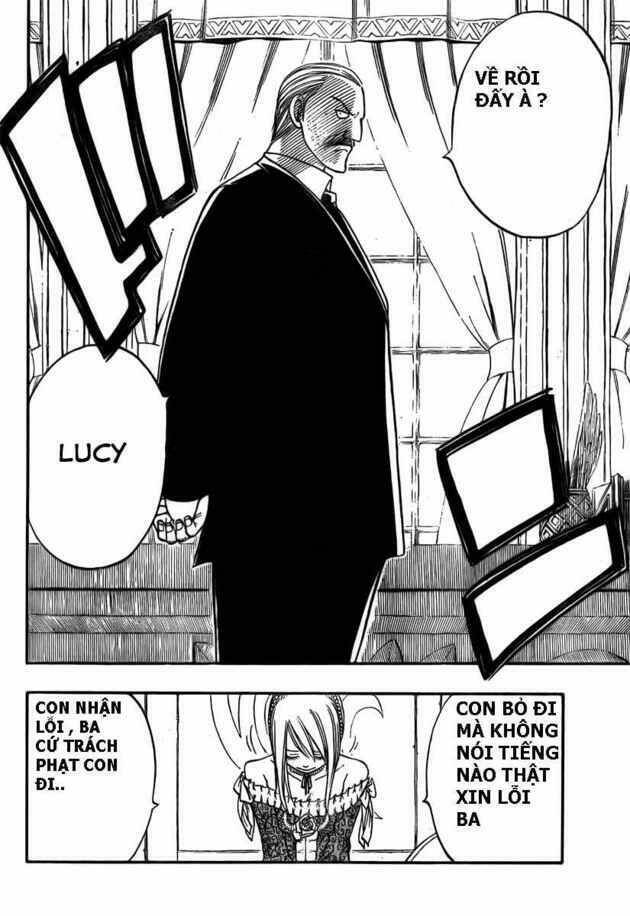 VỀ RỒI
ĐẤY À ?
LUCY
CON BỎ ĐI
MÀ KHÔNG
NÓI TIẾNG
NÀO THẬT
XIN LỖI
BA
CON NHẬN
LỖI , BA
CỨ TRÁCH
PHẠT CON
ĐI..